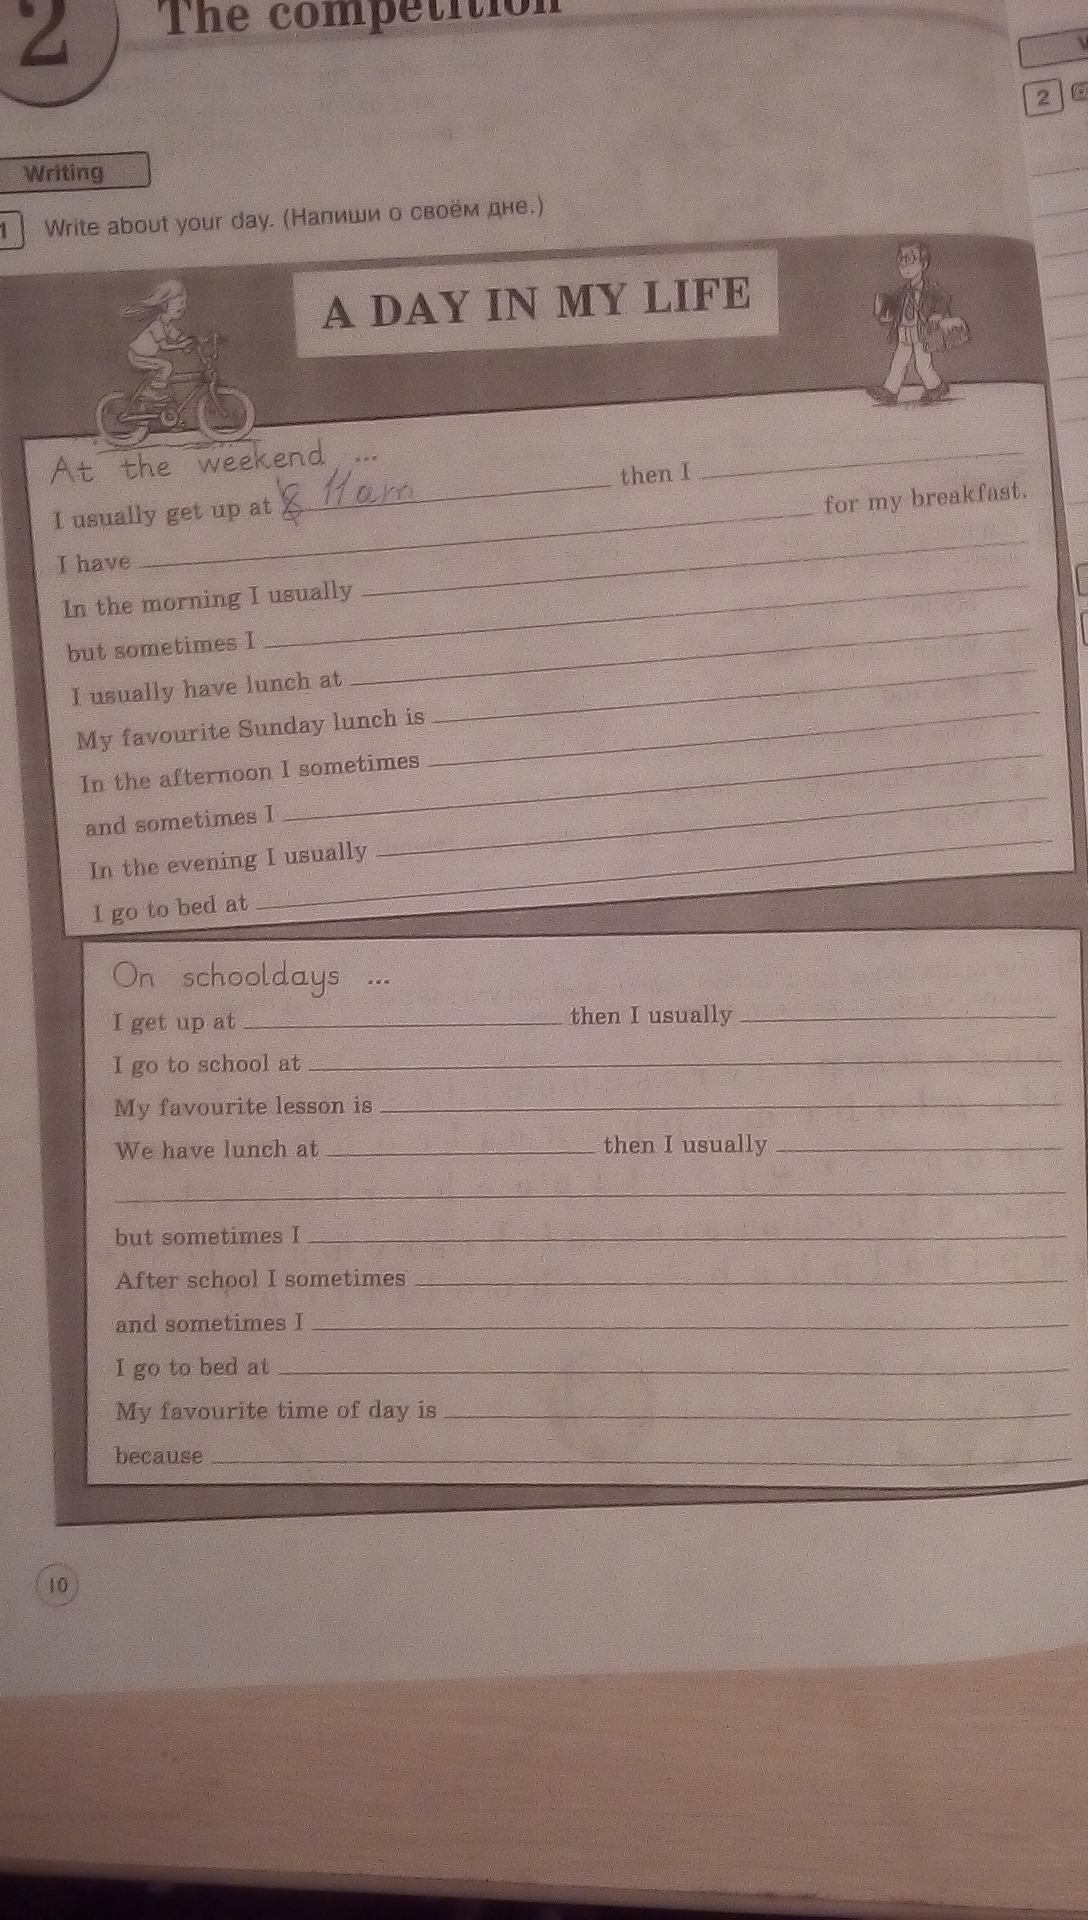 2 The competition
2
Writing
1 Write about your day. (Напиши о своём дне.)
A DAY IN MY LIFE
At the weekend ...
I usually get up at 11am then I
I have for my breakfast.
In the morning I usually
but sometimes I
I usually have lunch at
My favourite Sunday lunch is
In the afternoon I sometimes
and sometimes I
In the evening I usually
I go to bed at
On schooldays ...
I get up at then I usually
I go to school at
My favourite lesson is
We have lunch at then I usually
but sometimes I
After school I sometimes
and sometimes I
I go to bed at
My favourite time of day is
because
10